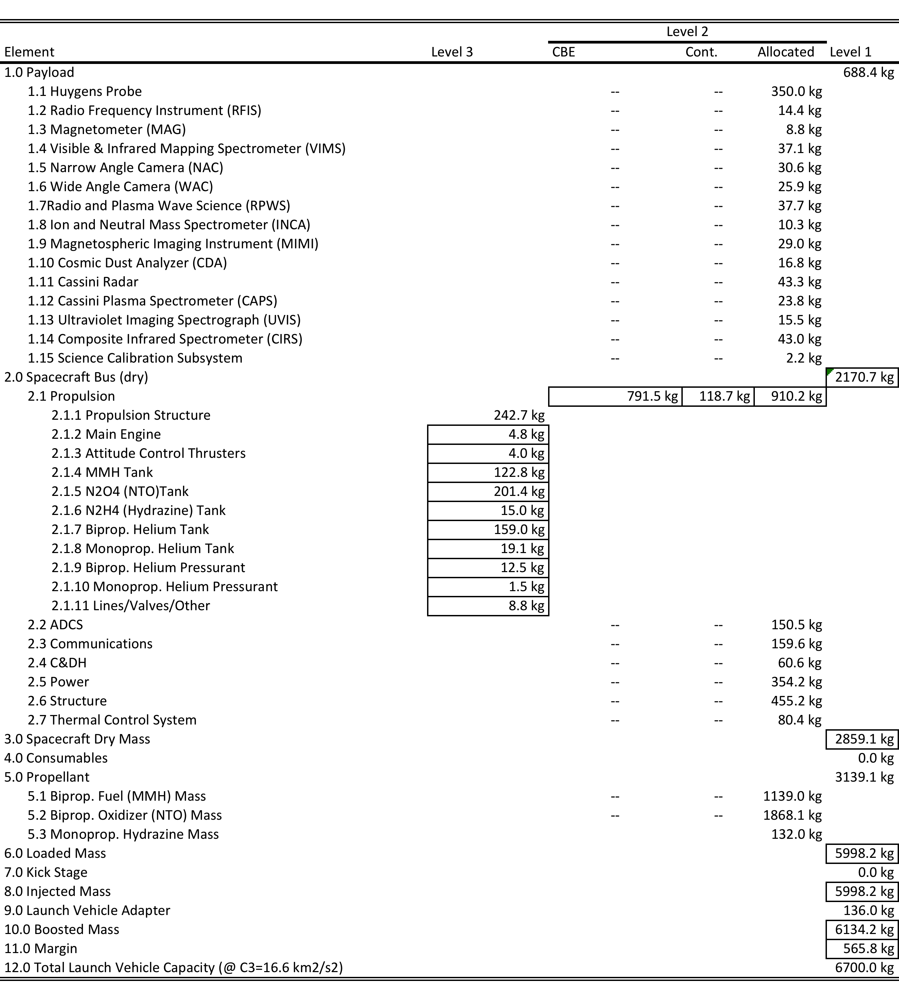 Level 2
Element Level 3 CBE Cont. Allocated Level 1
1.0 Payload 688.4 kg
1.1 Huygens Probe -- -- 350.0 kg
1.2 Radio Frequency Instrument (RFIS) -- -- 14.4 kg
1.3 Magnetometer (MAG) -- -- 8.8 kg
1.4 Visible & Infrared Mapping Spectrometer (VIMS) -- -- 37.1 kg
1.5 Narrow Angle Camera (NAC) -- -- 30.6 kg
1.6 Wide Angle Camera (WAC) -- -- 25.9 kg
1.7Radio and Plasma Wave Science (RPWS) -- -- 37.7 kg
1.8 Ion and Neutral Mass Spectrometer (INCA) -- -- 10.3 kg
1.9 Magnetospheric Imaging Instrument (MIMI) -- -- 29.0 kg
1.10 Cosmic Dust Analyzer (CDA) -- -- 16.8 kg
1.11 Cassini Radar -- -- 43.3 kg
1.12 Cassini Plasma Spectrometer (CAPS) -- -- 23.8 kg
1.13 Ultraviolet Imaging Spectrograph (UVIS) -- -- 15.5 kg
1.14 Composite Infrared Spectrometer (CIRS) -- -- 43.0 kg
1.15 Science Calibration Subsystem -- -- 2.2 kg
2.0 Spacecraft Bus (dry) 2170.7 kg
2.1 Propulsion 791.5 kg 118.7 kg 910.2 kg
2.1.1 Propulsion Structure 242.7 kg
2.1.2 Main Engine 4.8 kg
2.1.3 Attitude Control Thrusters 4.0 kg
2.1.4 MMH Tank 122.8 kg
2.1.5 N2O4 (NTO)Tank 201.4 kg
2.1.6 N2H4 (Hydrazine) Tank 15.0 kg
2.1.7 Biprop. Helium Tank 159.0 kg
2.1.8 Monoprop. Helium Tank 19.1 kg
2.1.9 Biprop. Helium Pressurant 12.5 kg
2.1.10 Monoprop. Helium Pressurant 1.5 kg
2.1.11 Lines/Valves/Other 8.8 kg
2.2 ADCS -- -- 150.5 kg
2.3 Communications -- -- 159.6 kg
2.4 C&DH -- -- 60.6 kg
2.5 Power -- -- 354.2 kg
2.6 Structure -- -- 455.2 kg
2.7 Thermal Control System -- -- 80.4 kg
3.0 Spacecraft Dry Mass 2859.1 kg
4.0 Consumables 0.0 kg
5.0 Propellant 3139.1 kg
5.1 Biprop. Fuel (MMH) Mass -- -- 1139.0 kg
5.2 Biprop. Oxidizer (NTO) Mass -- -- 1868.1 kg
5.3 Monoprop. Hydrazine Mass 132.0 kg
6.0 Loaded Mass 5998.2 kg
7.0 Kick Stage 0.0 kg
8.0 Injected Mass 5998.2 kg
9.0 Launch Vehicle Adapter 136.0 kg
10.0 Boosted Mass 6134.2 kg
11.0 Margin 565.8 kg
12.0 Total Launch Vehicle Capacity (@ C3=16.6 km2/s2) 6700.0 kg